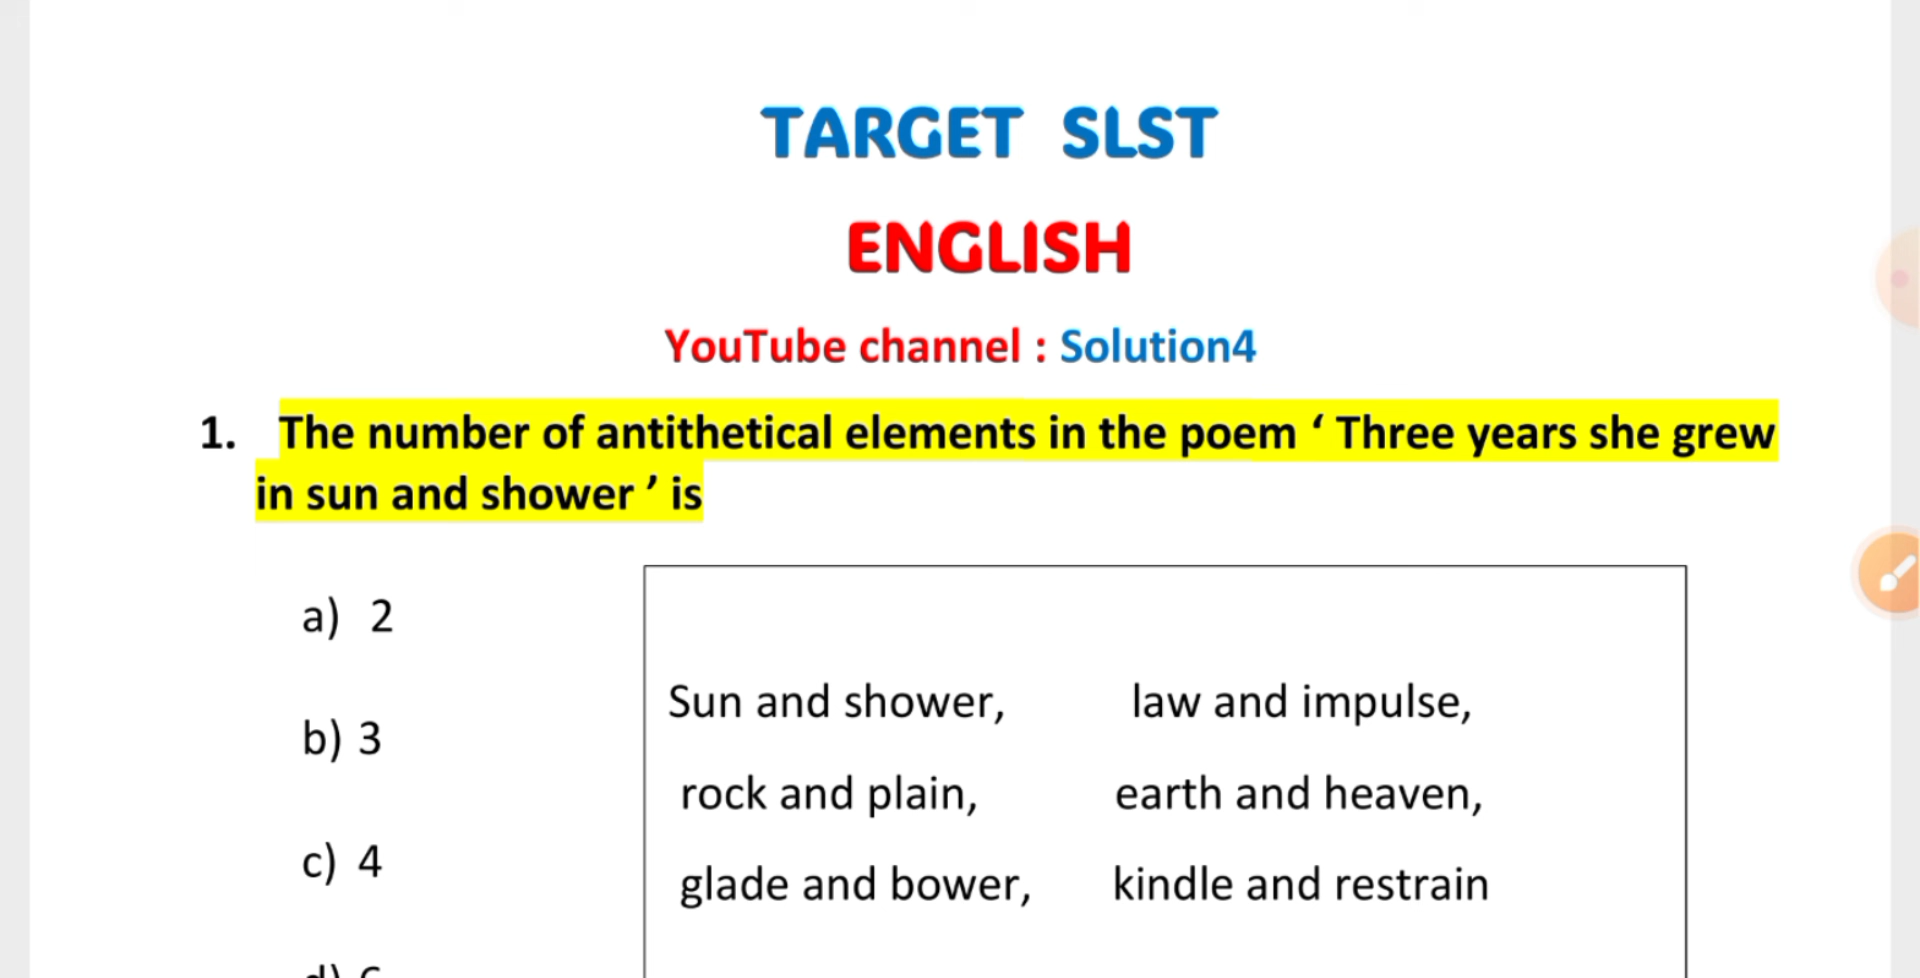 TARGET SLST
ENGLISH
YouTube channel : Solution4
1. The number of antithetical elements in the poem ‘ Three years she grew
in sun and shower ’ is
a) 2
b) 3
c) 4
Sun and shower, law and impulse,
rock and plain, earth and heaven,
glade and bower, kindle and restrain